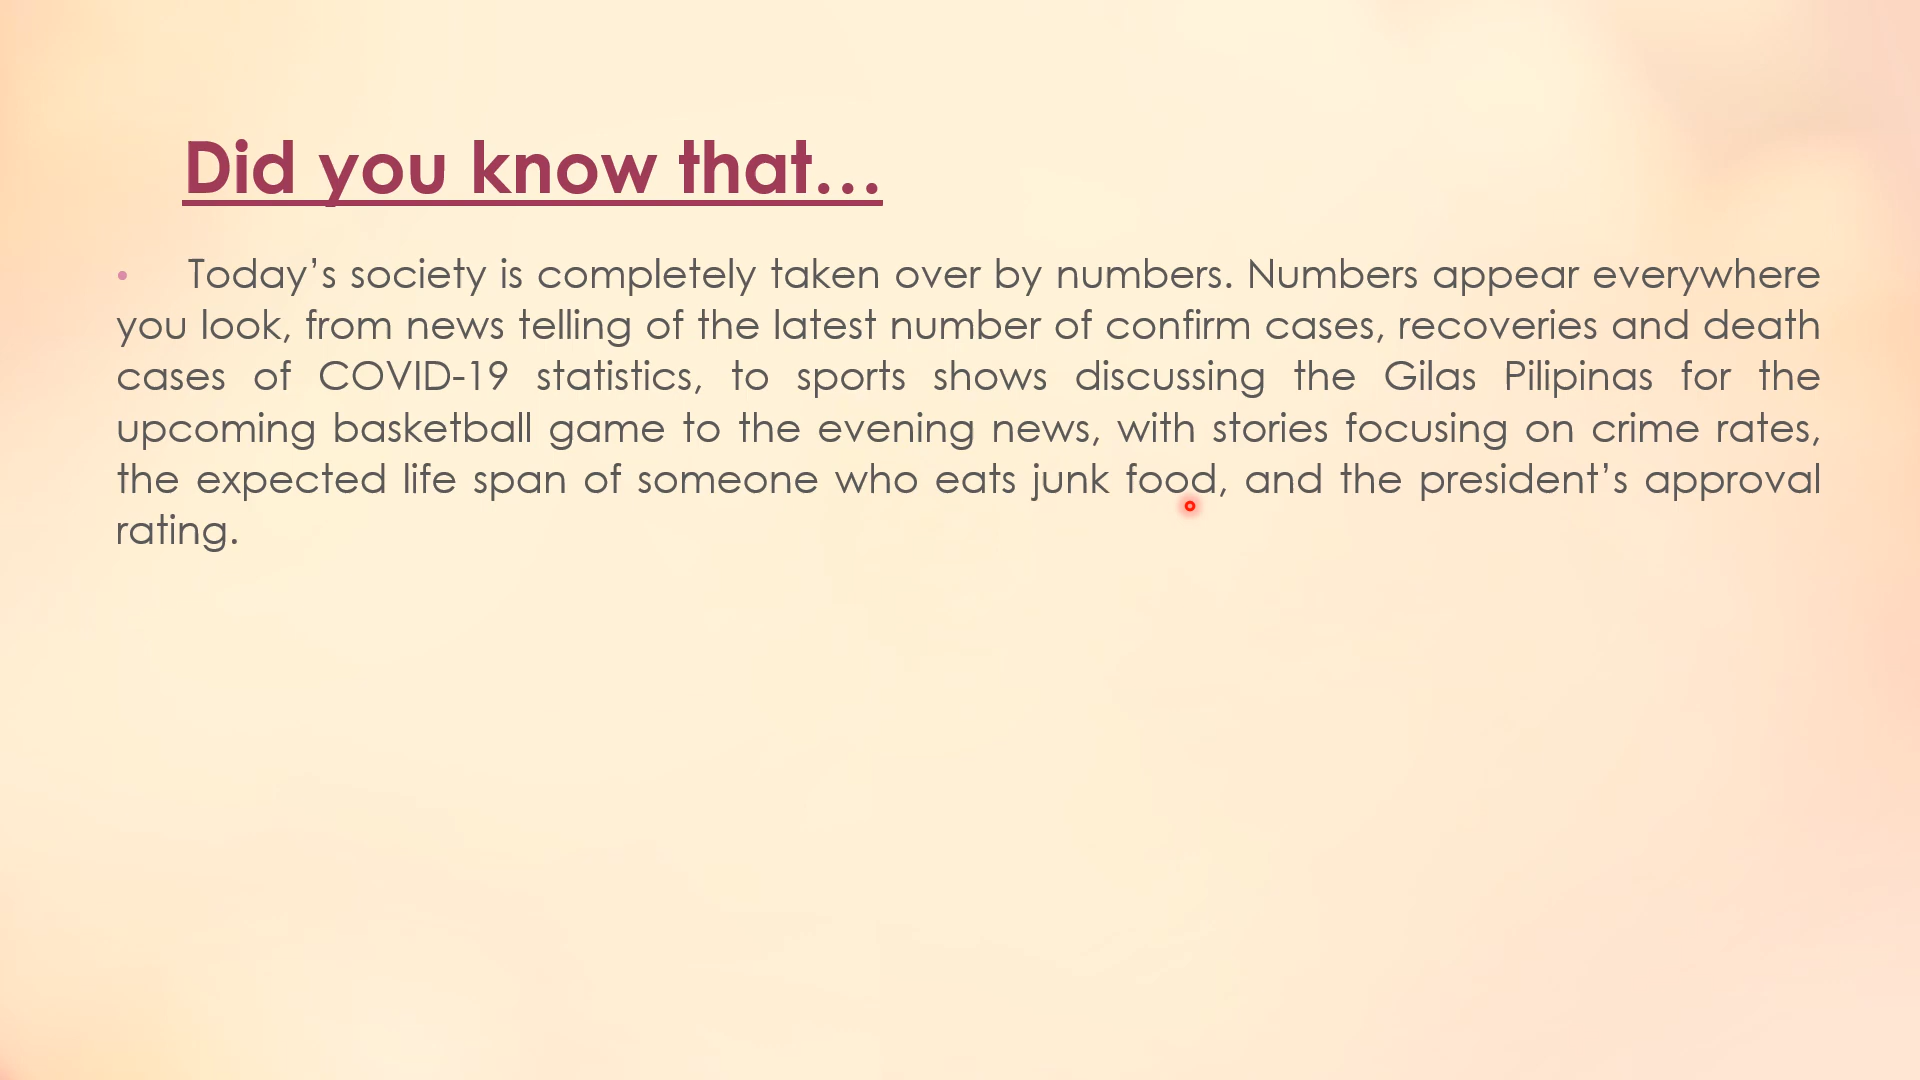 Did you know that...
• Today’s society is completely taken over by numbers. Numbers appear everywhere
you look, from news telling of the latest number of confirm cases, recoveries and death
cases of COVID-19 statistics, to sports shows discussing the Gilas Pilipinas for the
upcoming basketball game to the evening news, with stories focusing on crime rates,
the expected life span of someone who eats junk food, and the president’s approval
rating.